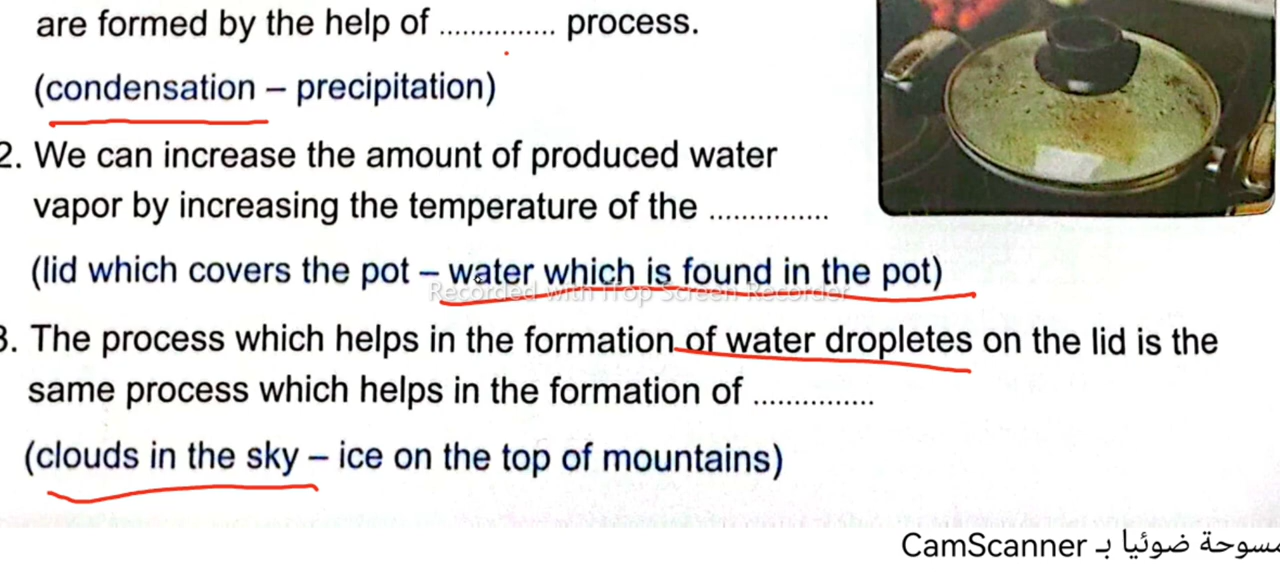 are formed by the help of ............... process.
(condensation – precipitation)
2. We can increase the amount of produced water
vapor by increasing the temperature of the ...............
(lid which covers the pot – water which is found in the pot)
Recorded with iTop Screen Recorder
3. The process which helps in the formation of water dropletes on the lid is the
same process which helps in the formation of ...............
(clouds in the sky – ice on the top of mountains)
ضوئيا بـ CamScanner